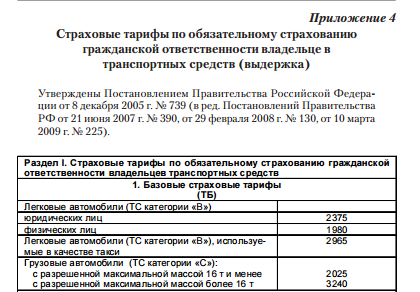 Приложение 4
Страховые тарифы по обязательному страхованию
гражданской ответственности владельце в
транспортных средств (выдержка)
Утверждены Постановлением Правительства Российской Федера-
ции от 8 декабря 2005 г. № 739 (в ред. Постановлений Правительства
РФ от 21 июня 2007 г. № 390, от 29 февраля 2008 г. № 130, от 10 марта
2009 г. № 225).
Раздел I. Страховые тарифы по обязательному страхованию гражданской
ответственности владельцев транспортных средств
1. Базовые страховые тарифы
(ТБ)
Легковые автомобили (ТС категории «В»)
юридических лиц 2375
физических лиц 1980
Легковые автомобили (ТС категории «В»), используе-
мые в качестве такси 2965
Грузовые автомобили (ТС категории «С»):
с разрешенной максимальной массой 16 т и менее 2025
с разрешенной максимальной массой более 16 т 3240